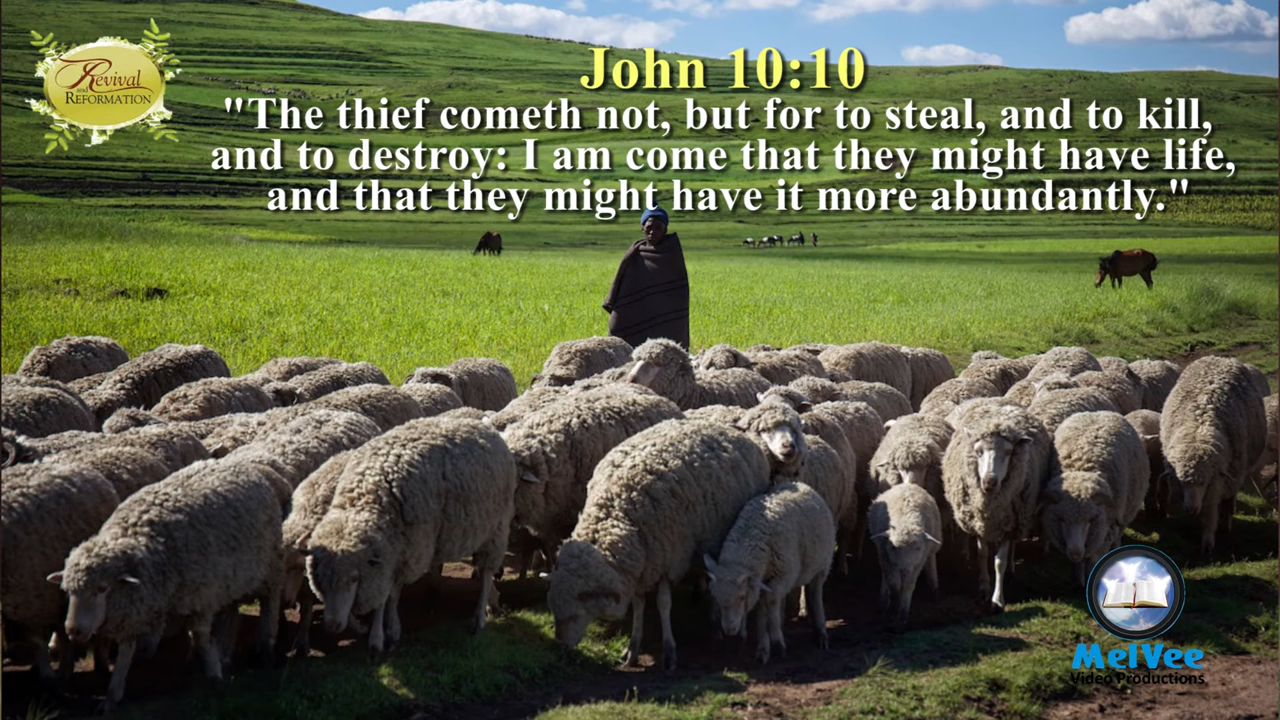 John 10:10
"The thief cometh not, but for to steal, and to kill,
and to destroy: I am come that they might have life,
and that they might have it more abundantly."
Revival
and
REFORMATION
MelVee
Video Productions